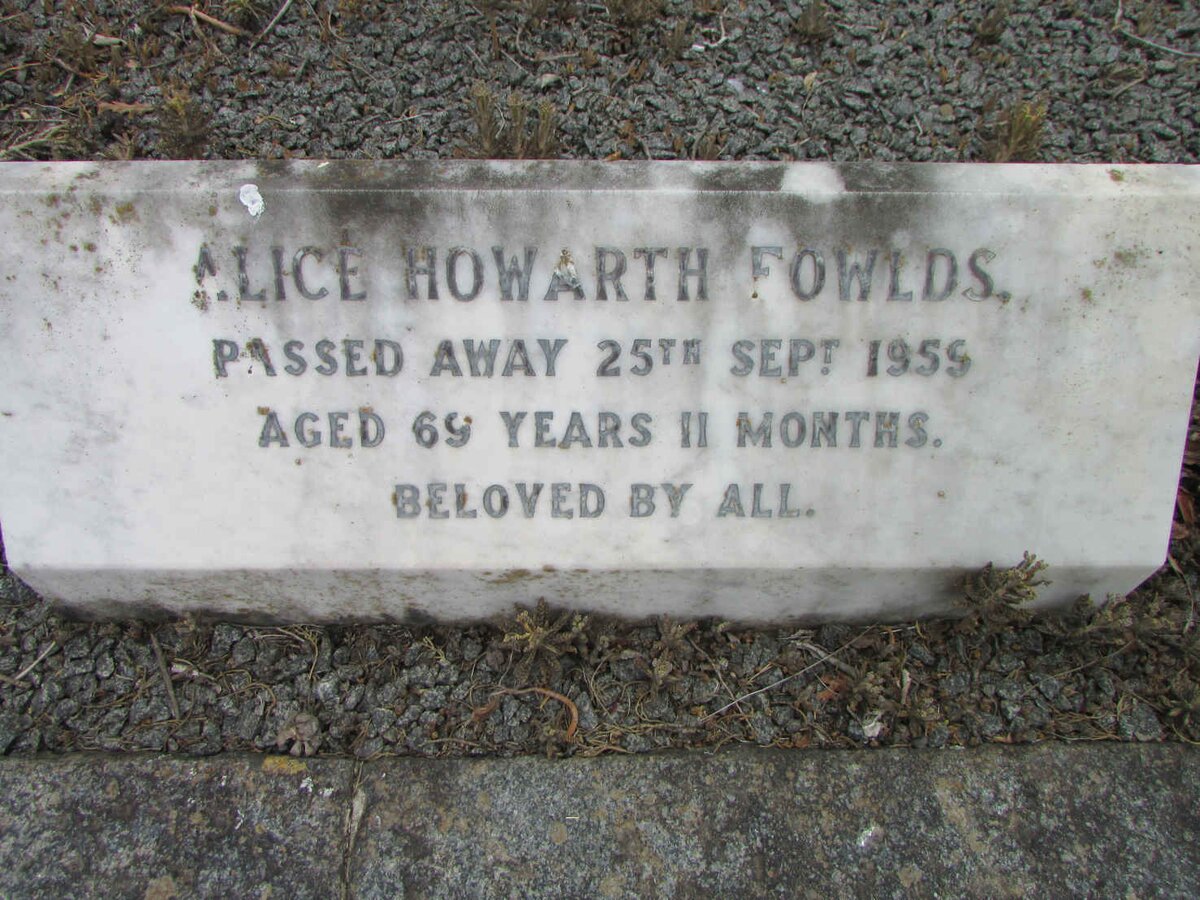 ALICE HOWARTH FOWLDS.
PASSED AWAY 25TH SEPT. 1959
AGED 69 YEARS 11 MONTHS.
BELOVED BY ALL.